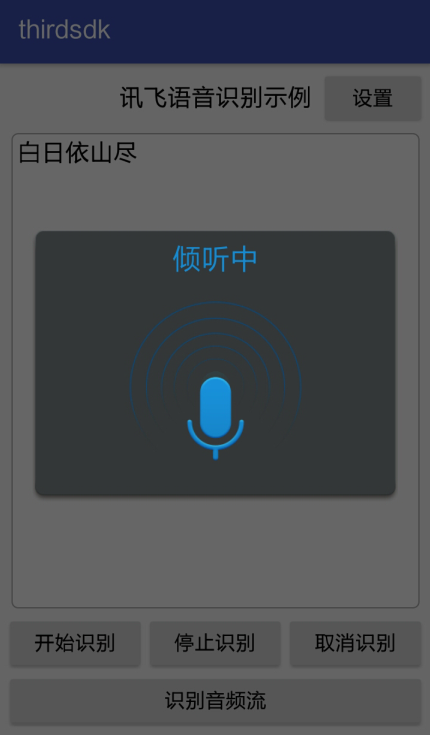 thirdsdk
讯飞语音识别示例 设置
白日依山尽
倾听中
开始识别 停止识别 取消识别
识别音频流